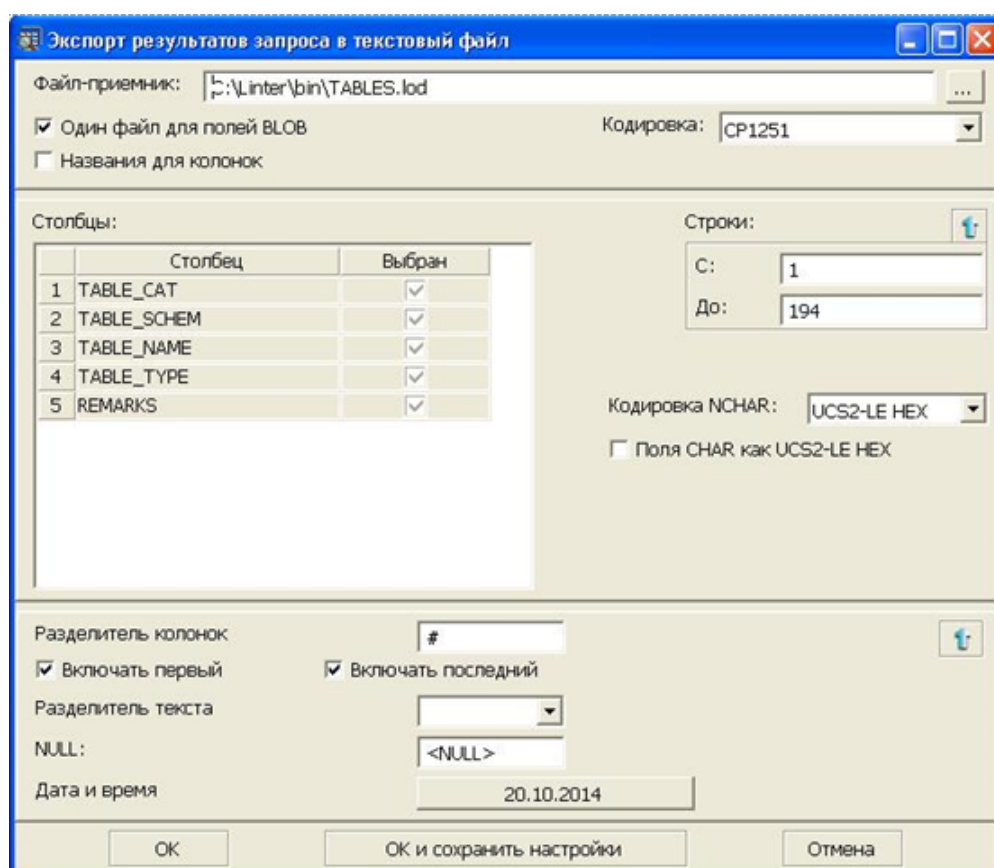 Экспорт результатов запроса в текстовый файл
Файл-приемник: C:\Linter\bin\TABLES.lod ...
Один файл для полей BLOB Кодировка: CP1251
Названия для колонок
Столбцы: Строки:
Столбец Выбран
С: 1
1 TABLE_CAT
2 TABLE_SCHEM
До: 194
3 TABLE_NAME
4 TABLE_TYPE
5 REMARKS
Кодировка NCHAR: UCS2-LE HEX
Поля CHAR как UCS2-LE HEX
Разделитель колонок #
Включать первый Включать последний
Разделитель текста
NULL: <NULL>
Дата и время 20.10.2014
OK OK и сохранить настройки Отмена